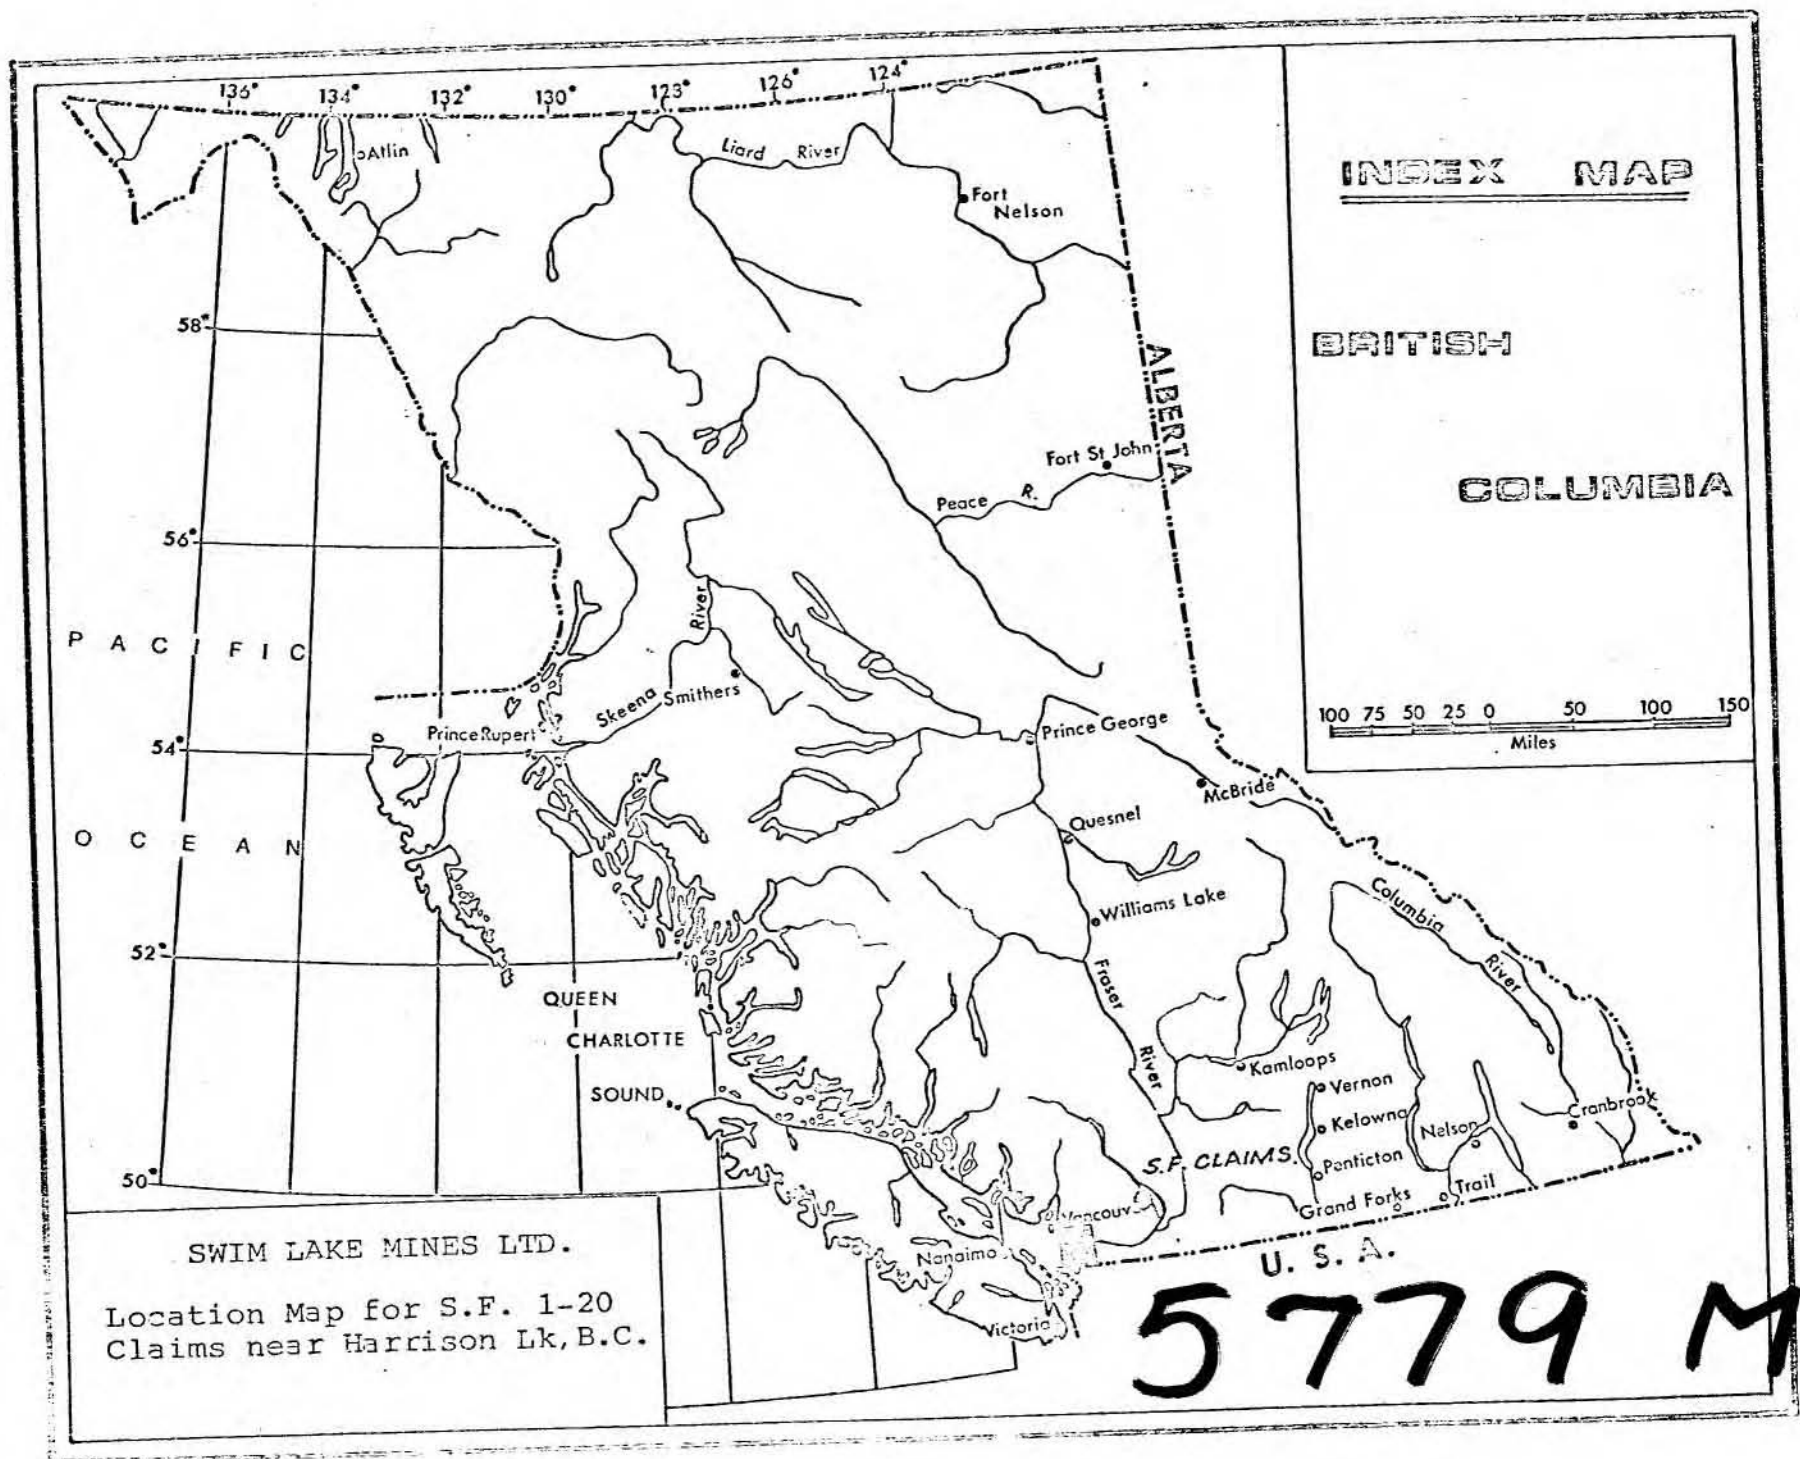 136° 134° 132° 130° 123° 126° 124°
Atlin
Liard River
Fort
Nelson
INDEX MAP
58°
BRITISH
ALBERTA
Fort St John
Peace R.
COLUMBIA
56°
PACIFIC
River
Skeena
Smithers
100 75 50 25 0 50 100 150
Miles
Prince Rupert
Prince George
54°
McBride
OCEAN
Quesnel
Columbia
River
Williams Lake
52°
Fraser
River
QUEEN
CHARLOTTE
SOUND
Kamloops
Vernon
Kelowna
Cranbrook
Nelson
S.F. CLAIMS.
Penticton
50°
Trail
Grand Forks
Vancouv
Nanaimo
U. S. A.
Victoria
SWIM LAKE MINES LTD.
Location Map for S.F. 1-20
Claims near Harrison Lk, B.C.
5779 M